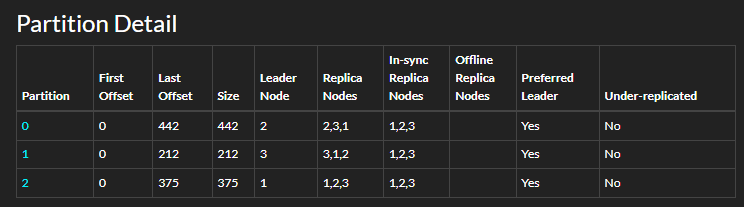 Partition Detail
Partition First Offset Last Offset Size Leader Node Replica Nodes In-sync Replica Nodes Offline Replica Nodes Preferred Leader Under-replicated
0 0 442 442 2 2,3,1 1,2,3 Yes No
1 0 212 212 3 3,1,2 1,2,3 Yes No
2 0 375 375 1 1,2,3 1,2,3 Yes No